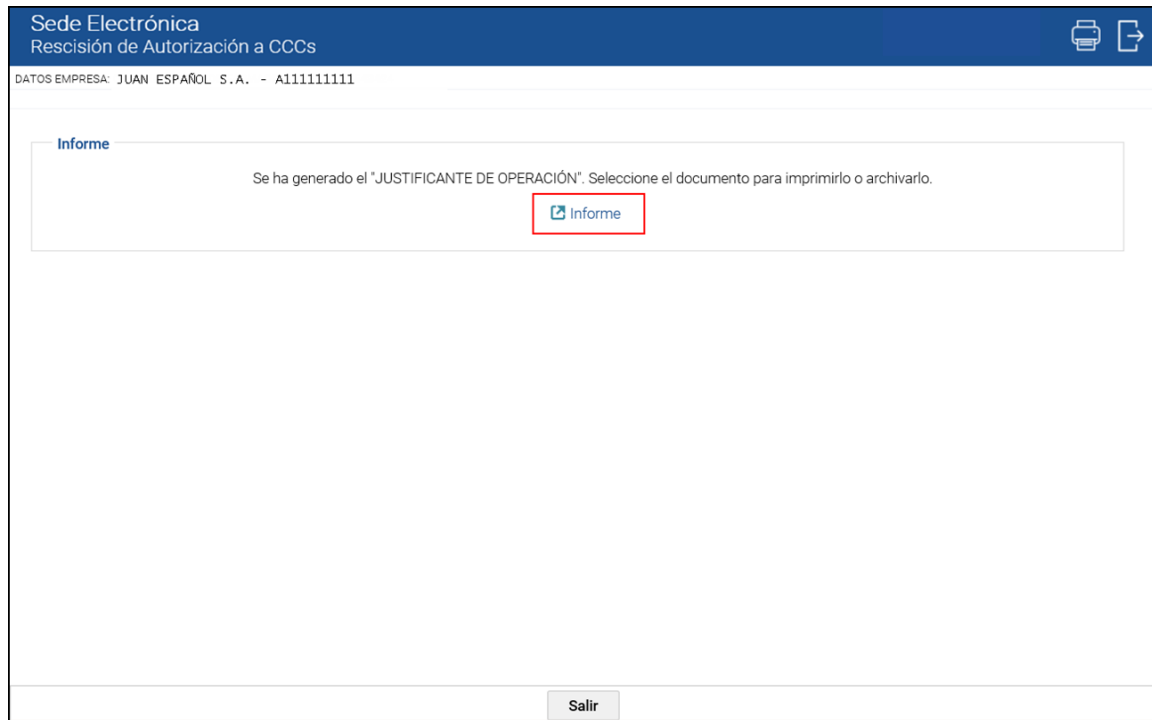 Sede Electrónica
Rescisión de Autorización a CCCs
DATOS EMPRESA: JUAN ESPAÑOL S.A. - A111111111
Informe
Se ha generado el "JUSTIFICANTE DE OPERACIÓN". Seleccione el documento para imprimirlo o archivarlo.
Informe
Salir